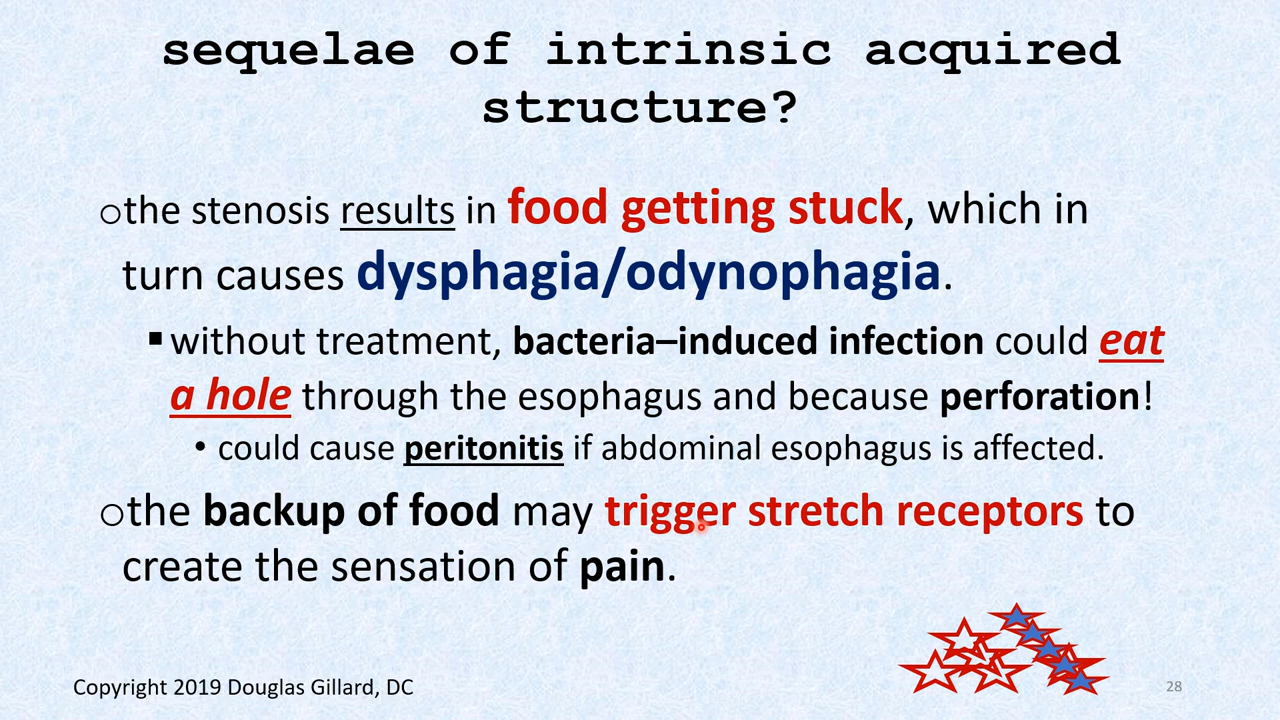 sequelae of intrinsic acquired
structure?
○the stenosis results in food getting stuck, which in
turn causes dysphagia/odynophagia.
▪without treatment, bacteria–induced infection could eat
a hole through the esophagus and because perforation!
• could cause peritonitis if abdominal esophagus is affected.
○the backup of food may trigger stretch receptors to
create the sensation of pain.
Copyright 2019 Douglas Gillard, DC
28